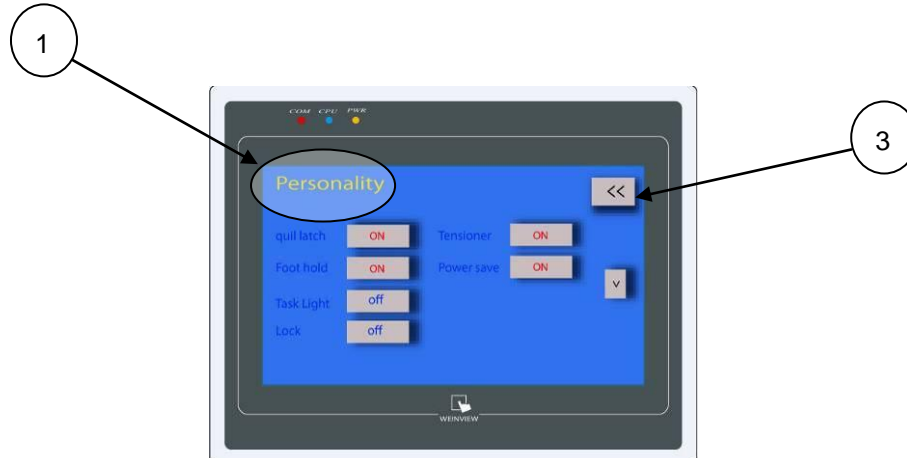 1
3
COM CPU PWR
Personality
<<
quil latch ON Tensioner ON
Foot hold ON Power save ON
v
Task Light off
Lock off
WEINVIEW